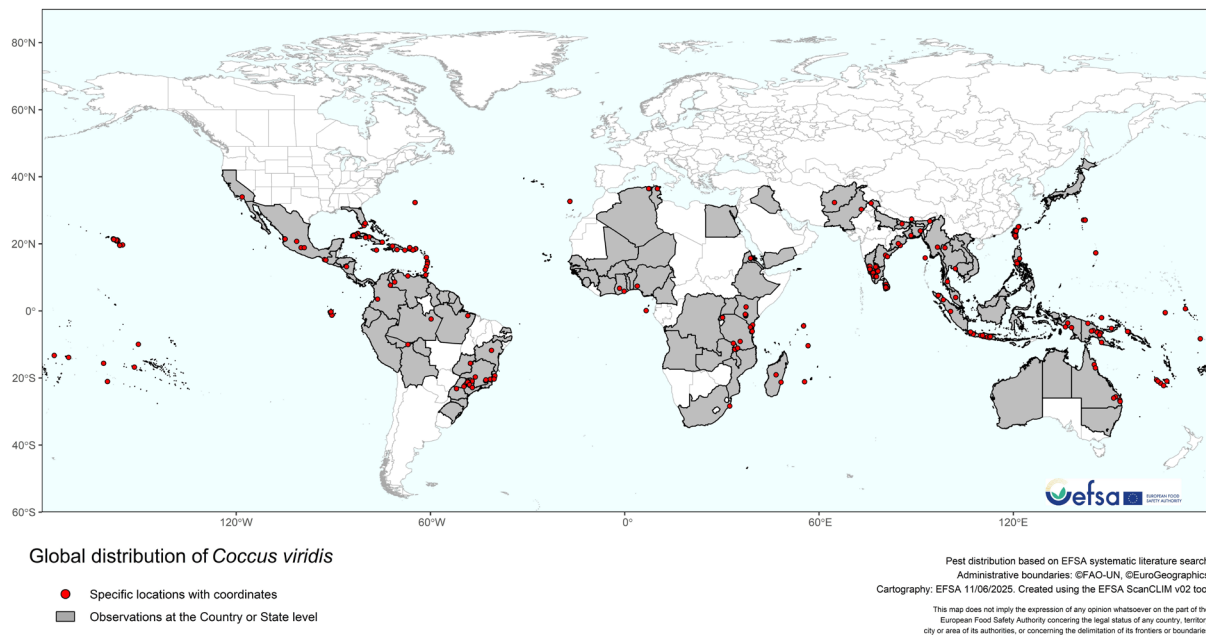 80°N
60°N
40°N
20°N
0°
20°S
40°S
60°S
120°W
60°W
0°
60°E
120°E
efsa
EUROPEAN FOOD
SAFETY AUTHORITY
Global distribution of Coccus viridis
Specific locations with coordinates
Observations at the Country or State level
Pest distribution based on EFSA systematic literature search
Administrative boundaries: ©FAO-UN, ©EuroGeographics
Cartography: EFSA 11/06/2025. Created using the EFSA ScanCLIM v02 too
This map does not imply the expression of any opinion whatsoever on the part of the
European Food Safety Authority concering the legal status of any country, territory
city or area of its authorities, or concerning the delimitation of its frontiers or boundaries